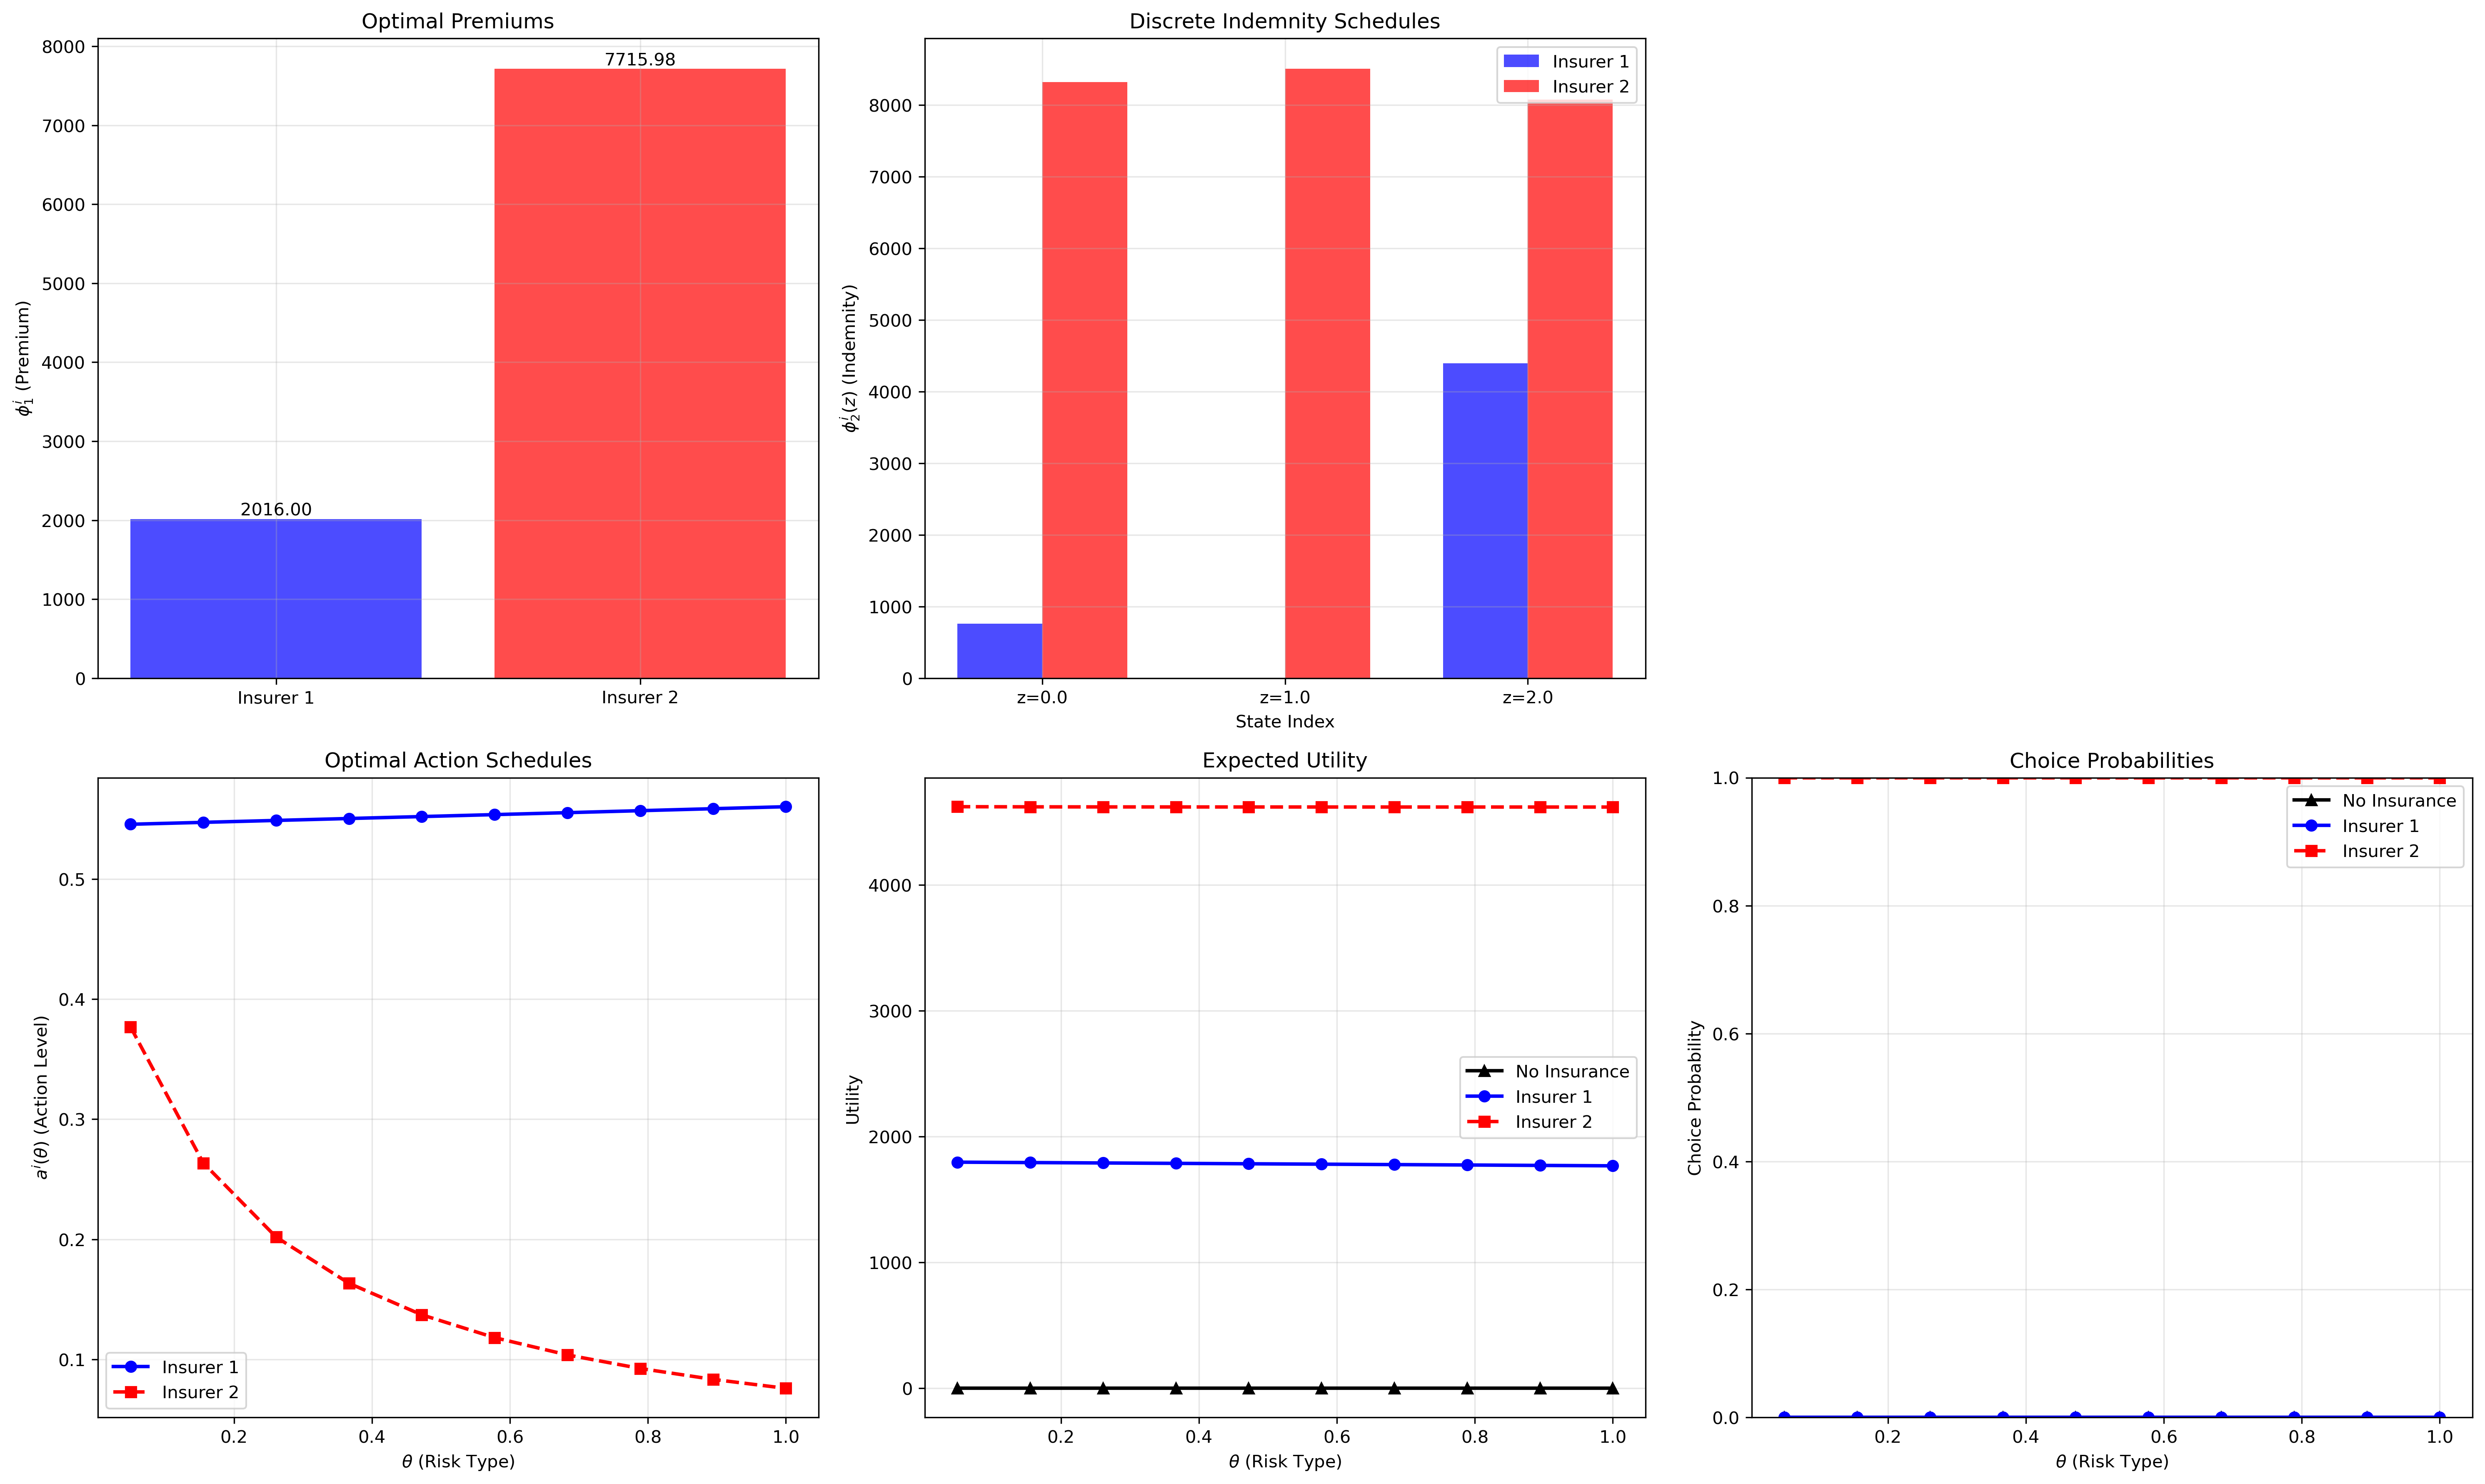 Optimal Premiums
8000
7000
6000
5000
4000
3000
2000
1000
0
ϕ₁ⁱ (Premium)
2016.00
7715.98
Insurer 1
Insurer 2
Discrete Indemnity Schedules
8000
7000
6000
5000
4000
3000
2000
1000
0
ϕ₂ⁱ(z) (Indemnity)
Insurer 1
Insurer 2
z=0.0
z=1.0
z=2.0
State Index
Optimal Action Schedules
0.5
0.4
0.3
0.2
0.1
aⁱ(θ) (Action Level)
Insurer 1
Insurer 2
0.2
0.4
0.6
0.8
1.0
θ (Risk Type)
Expected Utility
4000
3000
2000
1000
0
Utility
No Insurance
Insurer 1
Insurer 2
0.2
0.4
0.6
0.8
1.0
θ (Risk Type)
Choice Probabilities
1.0
0.8
0.6
0.4
0.2
0.0
Choice Probability
No Insurance
Insurer 1
Insurer 2
0.2
0.4
0.6
0.8
1.0
θ (Risk Type)